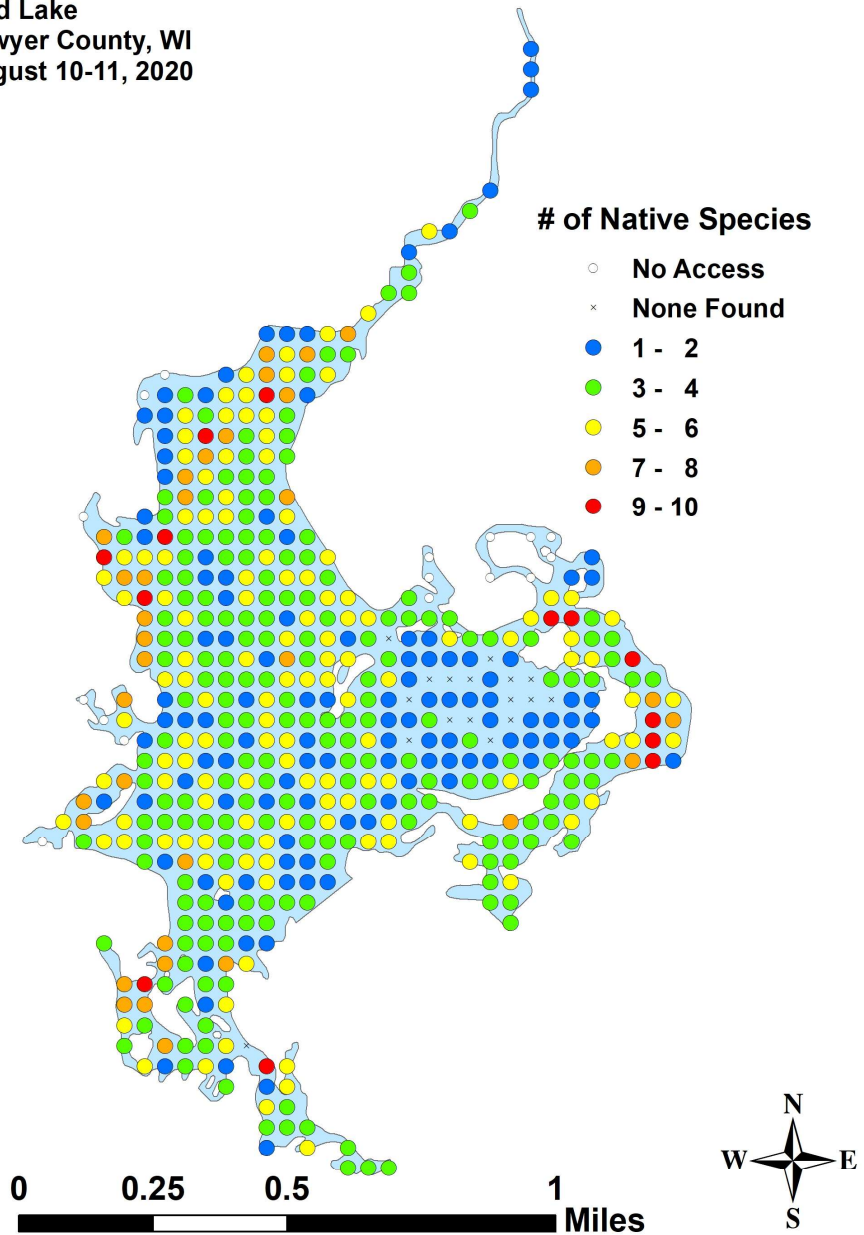 d Lake
wyer County, WI
gust 10-11, 2020
# of Native Species
No Access
None Found
1 - 2
3 - 4
5 - 6
7 - 8
9 - 10
N
W E
S
0 0.25 0.5 1
Miles